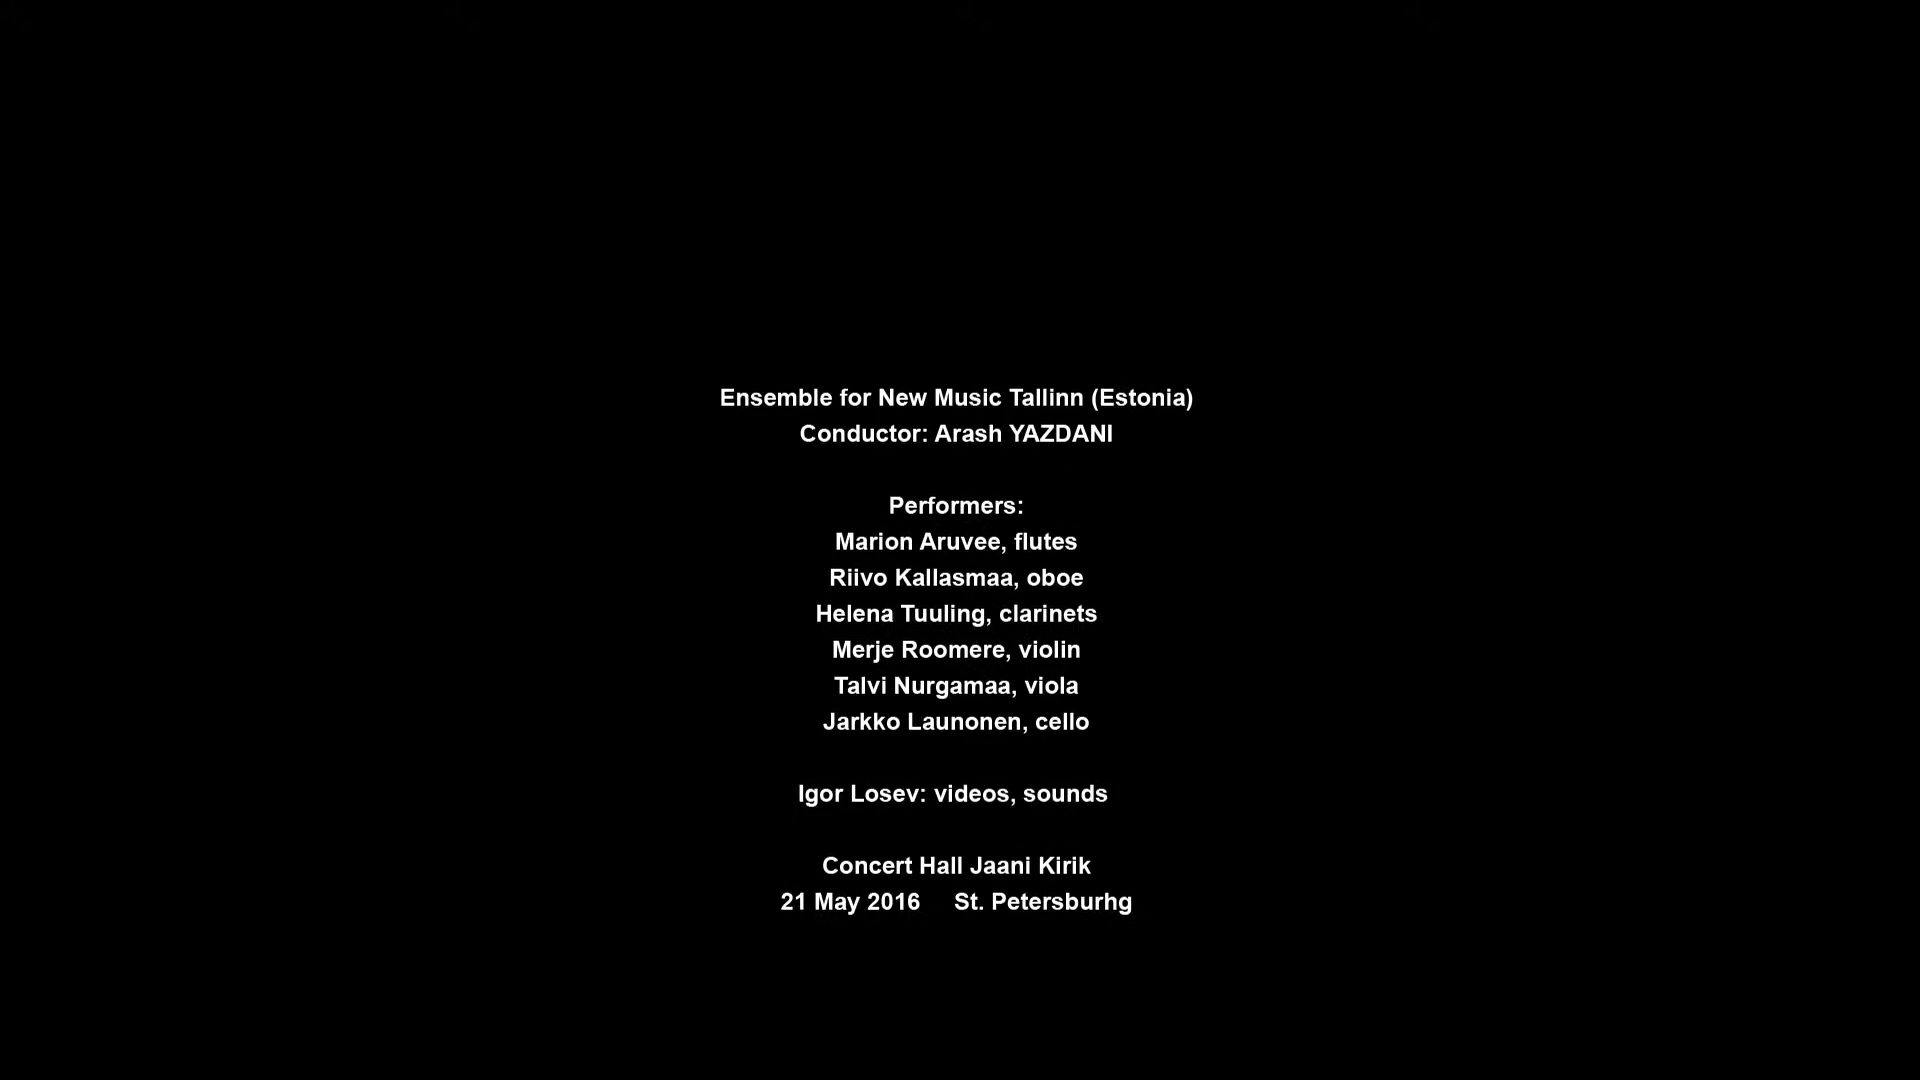 Ensemble for New Music Tallinn (Estonia)
Conductor: Arash YAZDANI
Performers:
Marion Aruvee, flutes
Riivo Kallasmaa, oboe
Helena Tuuling, clarinets
Merje Roomere, violin
Talvi Nurgamaa, viola
Jarkko Launonen, cello
Igor Losev: videos, sounds
Concert Hall Jaani Kirik
21 May 2016 St. Petersburhg